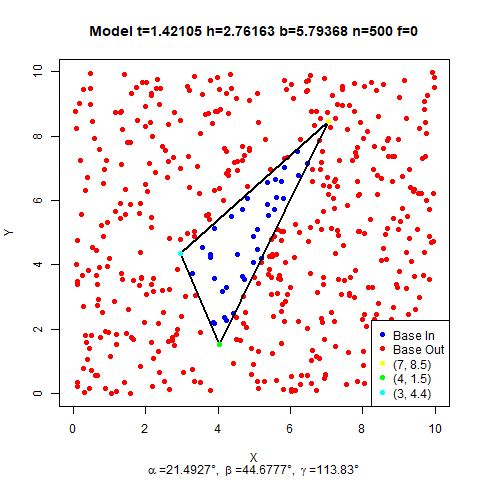 Model t=1.42105 h=2.76163 b=5.79368 n=500 f=0
10
8
6
4
2
0
Y
Base In
Base Out
(7, 8.5)
(4, 1.5)
(3, 4.4)
0 2 4 6 8 10
X
α=21.4927°, β=44.6777°, γ=113.83°